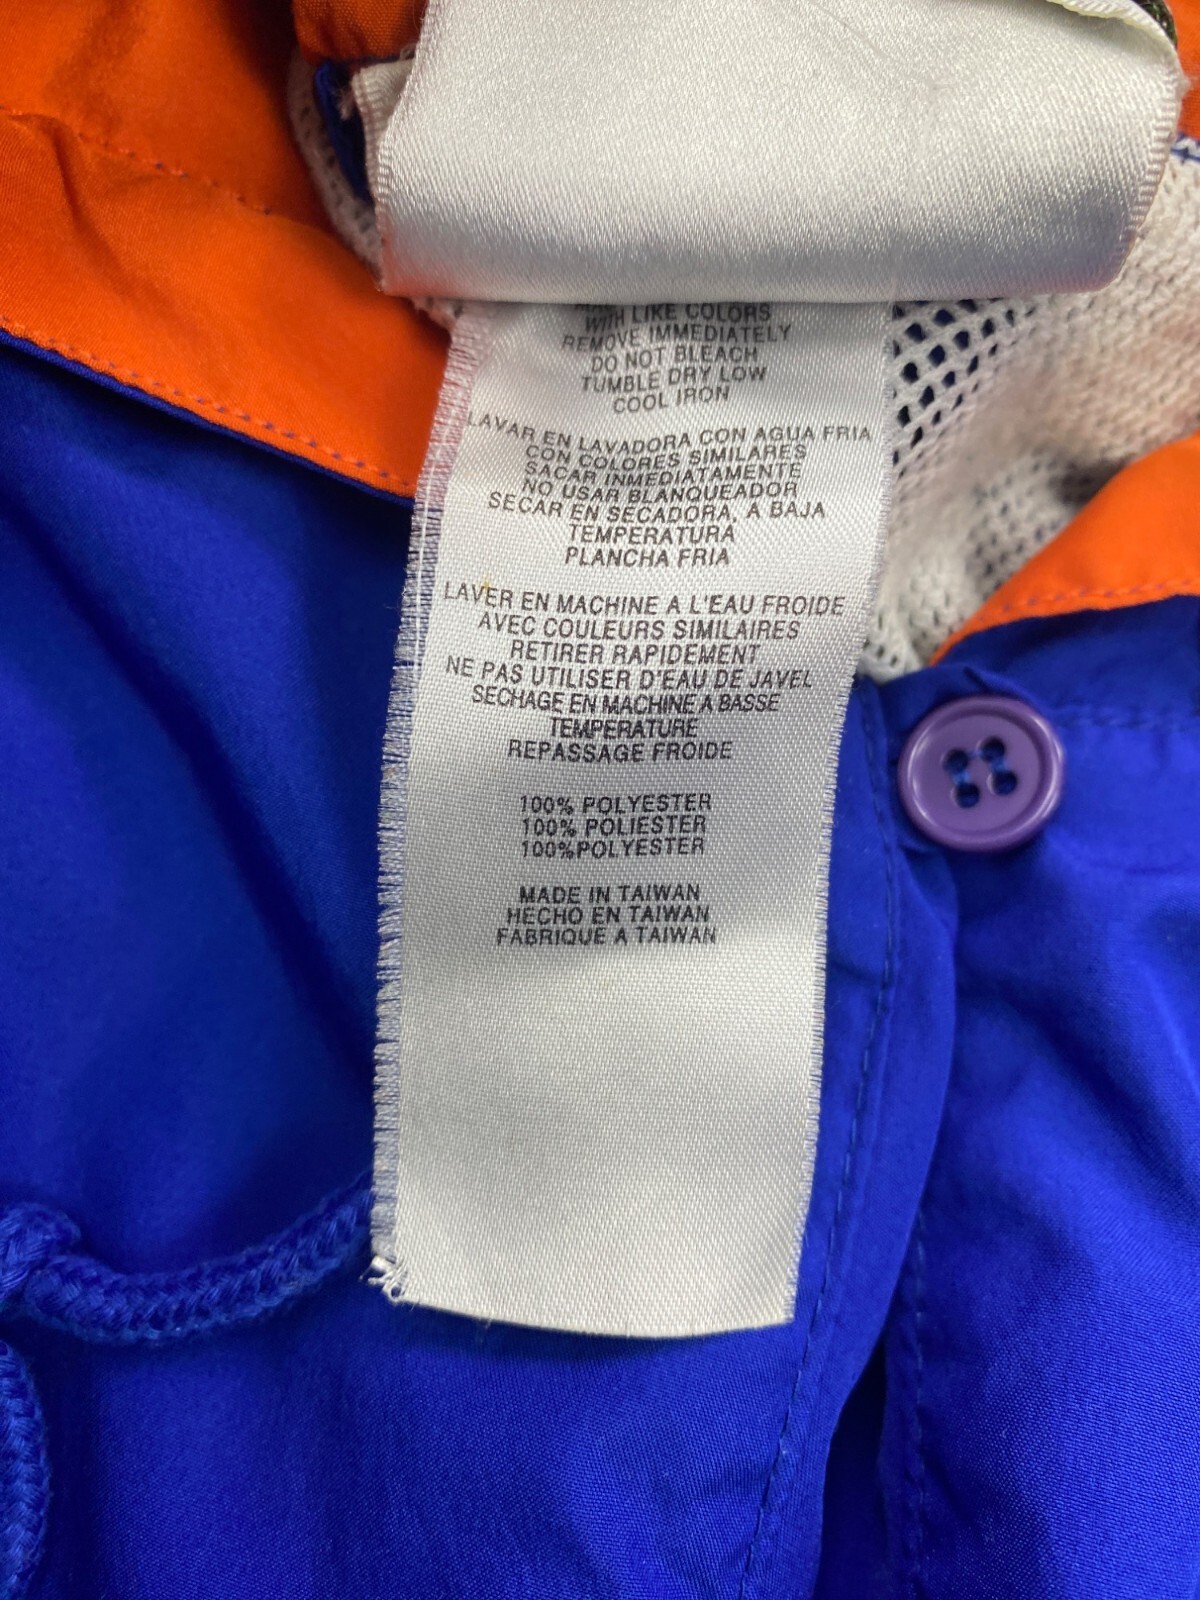 WITH LIKE COLORS
REMOVE IMMEDIATELY
DO NOT BLEACH
TUMBLE DRY LOW
COOL IRON
LAVAR EN LAVADORA CON AGUA FRIA
CON COLORES SIMILARES
SACAR INMEDIATAMENTE
NO USAR BLANQUEADOR
SECAR EN SECADORA, A BAJA
TEMPERATURA
PLANCHA FRIA
LAVER EN MACHINE A L'EAU FROIDE
AVEC COULEURS SIMILAIRES
RETIRER RAPIDEMENT
NE PAS UTILISER D'EAU DE JAVEL
SECHAGE EN MACHINE A BASSE
TEMPERATURE
REPASSAGE FROIDE
100% POLYESTER
100% POLIESTER
100%POLYESTER
MADE IN TAIWAN
HECHO EN TAIWAN
FABRIQUE A TAIWAN